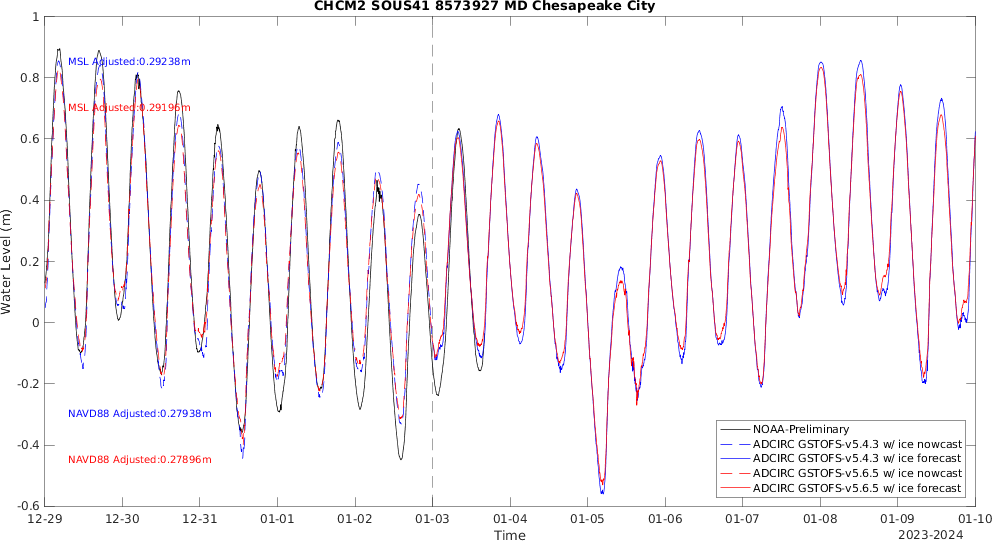 CHCM2 SOUS41 8573927 MD Chesapeake City
1
0.8
0.6
0.4
0.2
0
-0.2
-0.4
-0.6
Water Level (m)
MSL Adjusted:0.29238m
MSL Adjusted:0.29196m
NAVD88 Adjusted:0.27938m
NAVD88 Adjusted:0.27896m
NOAA-Preliminary
ADCIRC GSTOFS-v5.4.3 w/ ice nowcast
ADCIRC GSTOFS-v5.4.3 w/ ice forecast
ADCIRC GSTOFS-v5.6.5 w/ ice nowcast
ADCIRC GSTOFS-v5.6.5 w/ ice forecast
12-29 12-30 12-31 01-01 01-02 01-03 01-04 01-05 01-06 01-07 01-08 01-09 01-10
Time
2023-2024